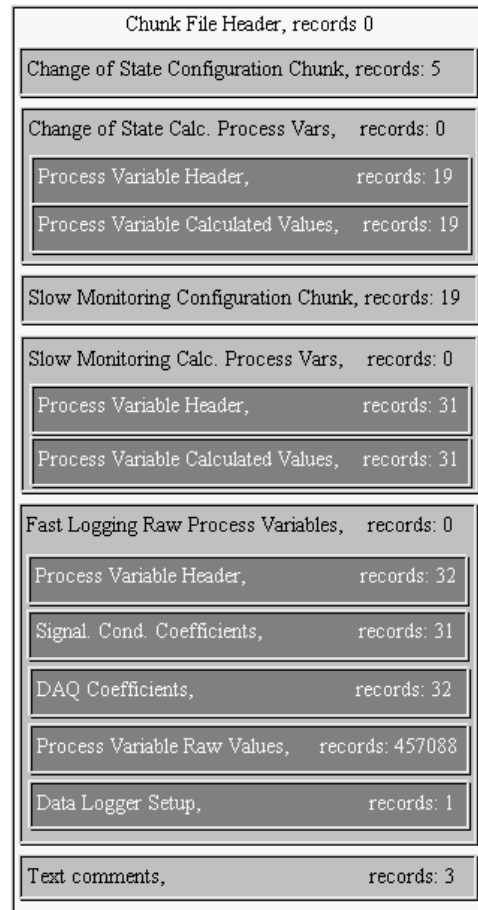 Chunk File Header, records 0
Change of State Configuration Chunk, records: 5
Change of State Calc. Process Vars, records: 0
Process Variable Header, records: 19
Process Variable Calculated Values, records: 19
Slow Monitoring Configuration Chunk, records: 19
Slow Monitoring Calc. Process Vars, records: 0
Process Variable Header, records: 31
Process Variable Calculated Values, records: 31
Fast Logging Raw Process Variables, records: 0
Process Variable Header, records: 32
Signal. Cond. Coefficients, records: 31
DAQ Coefficients, records: 32
Process Variable Raw Values, records: 457088
Data Logger Setup, records: 1
Text comments, records: 3